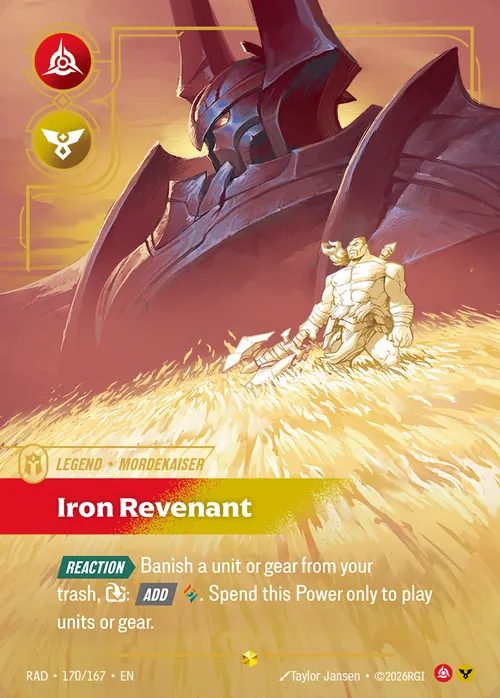 LEGEND • MORDEKAISER
Iron Revenant
REACTION Banish a unit or gear from your
trash, : ADD . Spend this Power only to play
units or gear.
RAD • 170/167 • EN
Taylor Jansen • ©2026RGI